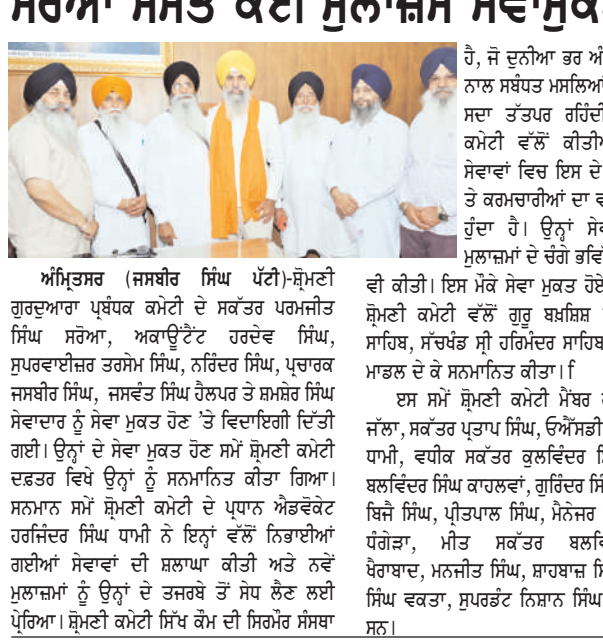 ਸਰੋਆ ਸਮੇਤ ਕਈ ਮੁਲਾਜ਼ਮ ਸੇਵਾਮੁਕਤ
ਅੰਮ੍ਰਿਤਸਰ (ਜਸਬੀਰ ਸਿੰਘ ਪੱਟੀ)-ਸ਼੍ਰੋਮਣੀ
ਗੁਰਦੁਆਰਾ ਪ੍ਰਬੰਧਕ ਕਮੇਟੀ ਦੇ ਸਕੱਤਰ ਪਰਮਜੀਤ
ਸਿੰਘ ਸਰੋਆ, ਅਕਾਊਂਟੈਂਟ ਹਰਦੇਵ ਸਿੰਘ,
ਸੁਪਰਵਾਈਜ਼ਰ ਤਰਸੇਮ ਸਿੰਘ, ਨਰਿੰਦਰ ਸਿੰਘ, ਪ੍ਰਚਾਰਕ
ਜਸਬੀਰ ਸਿੰਘ, ਜਸਵੰਤ ਸਿੰਘ ਹੈਲਪਰ ਤੇ ਸ਼ਮਸ਼ੇਰ ਸਿੰਘ
ਸੇਵਾਦਾਰ ਨੂੰ ਸੇਵਾ ਮੁਕਤ ਹੋਣ 'ਤੇ ਵਿਦਾਇਗੀ ਦਿੱਤੀ
ਗਈ। ਉਨ੍ਹਾਂ ਦੇ ਸੇਵਾ ਮੁਕਤ ਹੋਣ ਸਮੇਂ ਸ਼੍ਰੋਮਣੀ ਕਮੇਟੀ
ਦਫ਼ਤਰ ਵਿਖੇ ਉਨ੍ਹਾਂ ਨੂੰ ਸਨਮਾਨਿਤ ਕੀਤਾ ਗਿਆ।
ਸਨਮਾਨ ਸਮੇਂ ਸ਼੍ਰੋਮਣੀ ਕਮੇਟੀ ਦੇ ਪ੍ਰਧਾਨ ਐਡਵੋਕੇਟ
ਹਰਜਿੰਦਰ ਸਿੰਘ ਧਾਮੀ ਨੇ ਇਨ੍ਹਾਂ ਵੱਲੋਂ ਨਿਭਾਈਆਂ
ਗਈਆਂ ਸੇਵਾਵਾਂ ਦੀ ਸ਼ਲਾਘਾ ਕੀਤੀ ਅਤੇ ਨਵੇਂ
ਮੁਲਾਜ਼ਮਾਂ ਨੂੰ ਉਨ੍ਹਾਂ ਦੇ ਤਜਰਬੇ ਤੋਂ ਸੇਧ ਲੈਣ ਲਈ
ਪ੍ਰੇਰਿਆ। ਸ਼੍ਰੋਮਣੀ ਕਮੇਟੀ ਸਿੱਖ ਕੌਮ ਦੀ ਸਿਰਮੌਰ ਸੰਸਥਾ
ਹੈ, ਜੋ ਦੁਨੀਆ ਭਰ
ਨਾਲ ਸਬੰਧਤ ਮਸਲਿਆਂ
ਸਦਾ ਤੱਤਪਰ ਰਹਿੰਦੀ
ਕਮੇਟੀ ਵੱਲੋਂ
ਸੇਵਾਵਾਂ ਵਿਚ ਇਸ ਦੇ
ਤੇ ਕਰਮਚਾਰੀਆਂ ਦਾ
ਹੁੰਦਾ ਹੈ। ਉਨ੍ਹਾਂ
ਮੁਲਾਜ਼ਮਾਂ ਦੇ ਚੰਗੇ
ਵੀ ਕੀਤੀ। ਇਸ ਮੌਕੇ ਸੇਵਾ ਮੁਕਤ ਹੋਏ
ਸ਼੍ਰੋਮਣੀ ਕਮੇਟੀ ਵੱਲੋਂ ਗੁਰੂ ਬਖ਼ਸ਼ਿਸ਼
ਸਾਹਿਬ, ਸੱਚਖੰਡ ਸ੍ਰੀ ਹਰਿਮੰਦਰ ਸਾਹਿਬ
ਮਾਡਲ ਦੇ ਕੇ ਸਨਮਾਨਿਤ ਕੀਤਾ।
ਇਸ ਸਮੇਂ ਸ਼੍ਰੋਮਣੀ ਕਮੇਟੀ ਮੈਂਬਰ
ਜੱਲਾ, ਸਕੱਤਰ ਪ੍ਰਤਾਪ ਸਿੰਘ, ਓਐੱਸਡੀ
ਧਾਮੀ, ਵਧੀਕ ਸਕੱਤਰ ਕੁਲਵਿੰਦਰ
ਬਲਵਿੰਦਰ ਸਿੰਘ ਕਾਹਲਵਾਂ, ਗੁਰਿੰਦਰ
ਬਿਜੈ ਸਿੰਘ, ਪ੍ਰੀਤਪਾਲ ਸਿੰਘ, ਮੈਨੇਜਰ
ਧੰਗੇੜਾ, ਮੀਤ ਸਕੱਤਰ
ਖੈਰਾਬਾਦ, ਮਨਜੀਤ ਸਿੰਘ, ਸ਼ਾਹਬਾਜ਼
ਸਿੰਘ ਵਕਤਾ, ਸੁਪਰਡੰਟ ਨਿਸ਼ਾਨ ਸਿੰਘ
ਸਨ।